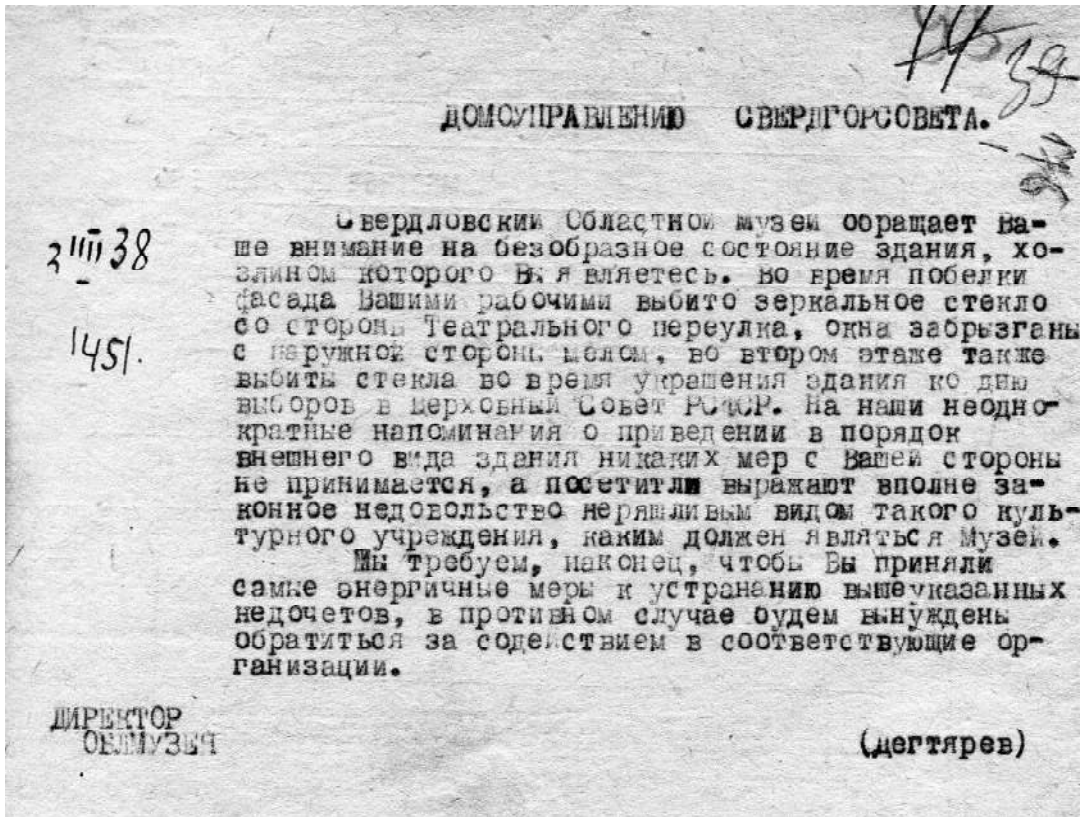 39
ДОМОУПРАВЛЕНИЮ СВЕРДГОРСОВЕТА.
3 VIII 38
1451.
Свердловский Областной Музей обращает Ва-
ше внимание на безобразное состояние здания, хо-
зяином которого Вы являетесь. Во время побелки
фасада Вашими рабочими выбито зеркальное стекло
со стороны Театрального переулка, окна забрызганы
с наружной стороны мелом, во втором этаже также
выбиты стекла во время украшения здания ко дню
выборов в Верховный Совет РСФСР. На наши неодно-
кратные напоминания о приведении в порядок
внешнего вида здания никаких мер с Вашей стороны
не принимается, а посетитли выражают вполне за-
конное недовольство неряшливым видом такого куль-
турного учреждения, каким должен являться Музей.
Мы требуем, наконец, чтобы Вы приняли
самые энергичные меры к устрананию вышеуказанных
недочетов, в противном случае будем вынуждены
обратиться за содействием в соответствующие ор-
ганизации.
ДИРЕКТОР
ОБЛМУЗЕЯ
(дегтярев)